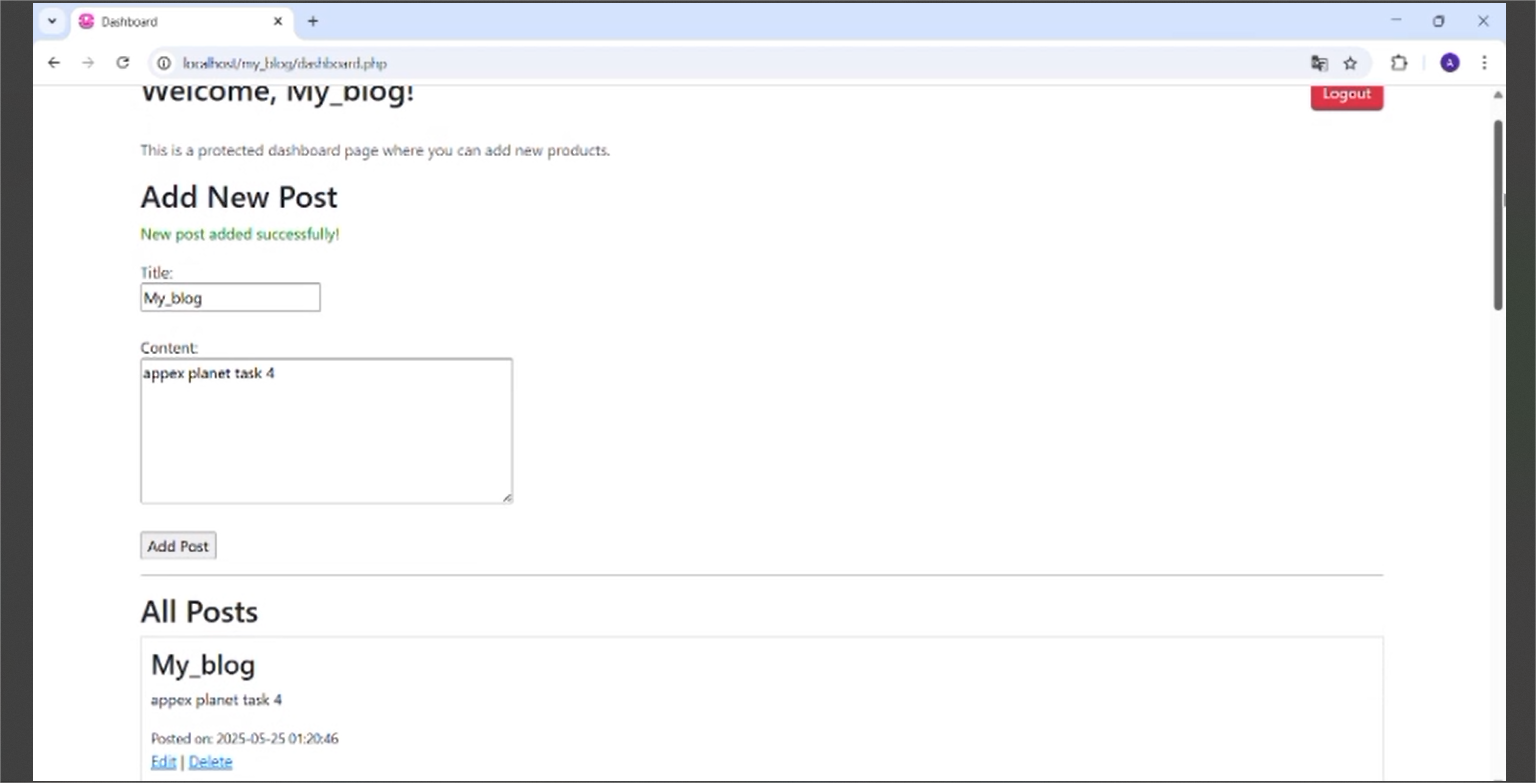 Dashboard
localhost/my_blog/dashboard.php
A
Welcome, My_blog!
Logout
This is a protected dashboard page where you can add new products.
Add New Post
New post added successfully!
Title:
My_blog
Content:
appex planet task 4
Add Post
All Posts
My_blog
appex planet task 4
Posted on: 2025-05-25 01:20:46
Edit | Delete